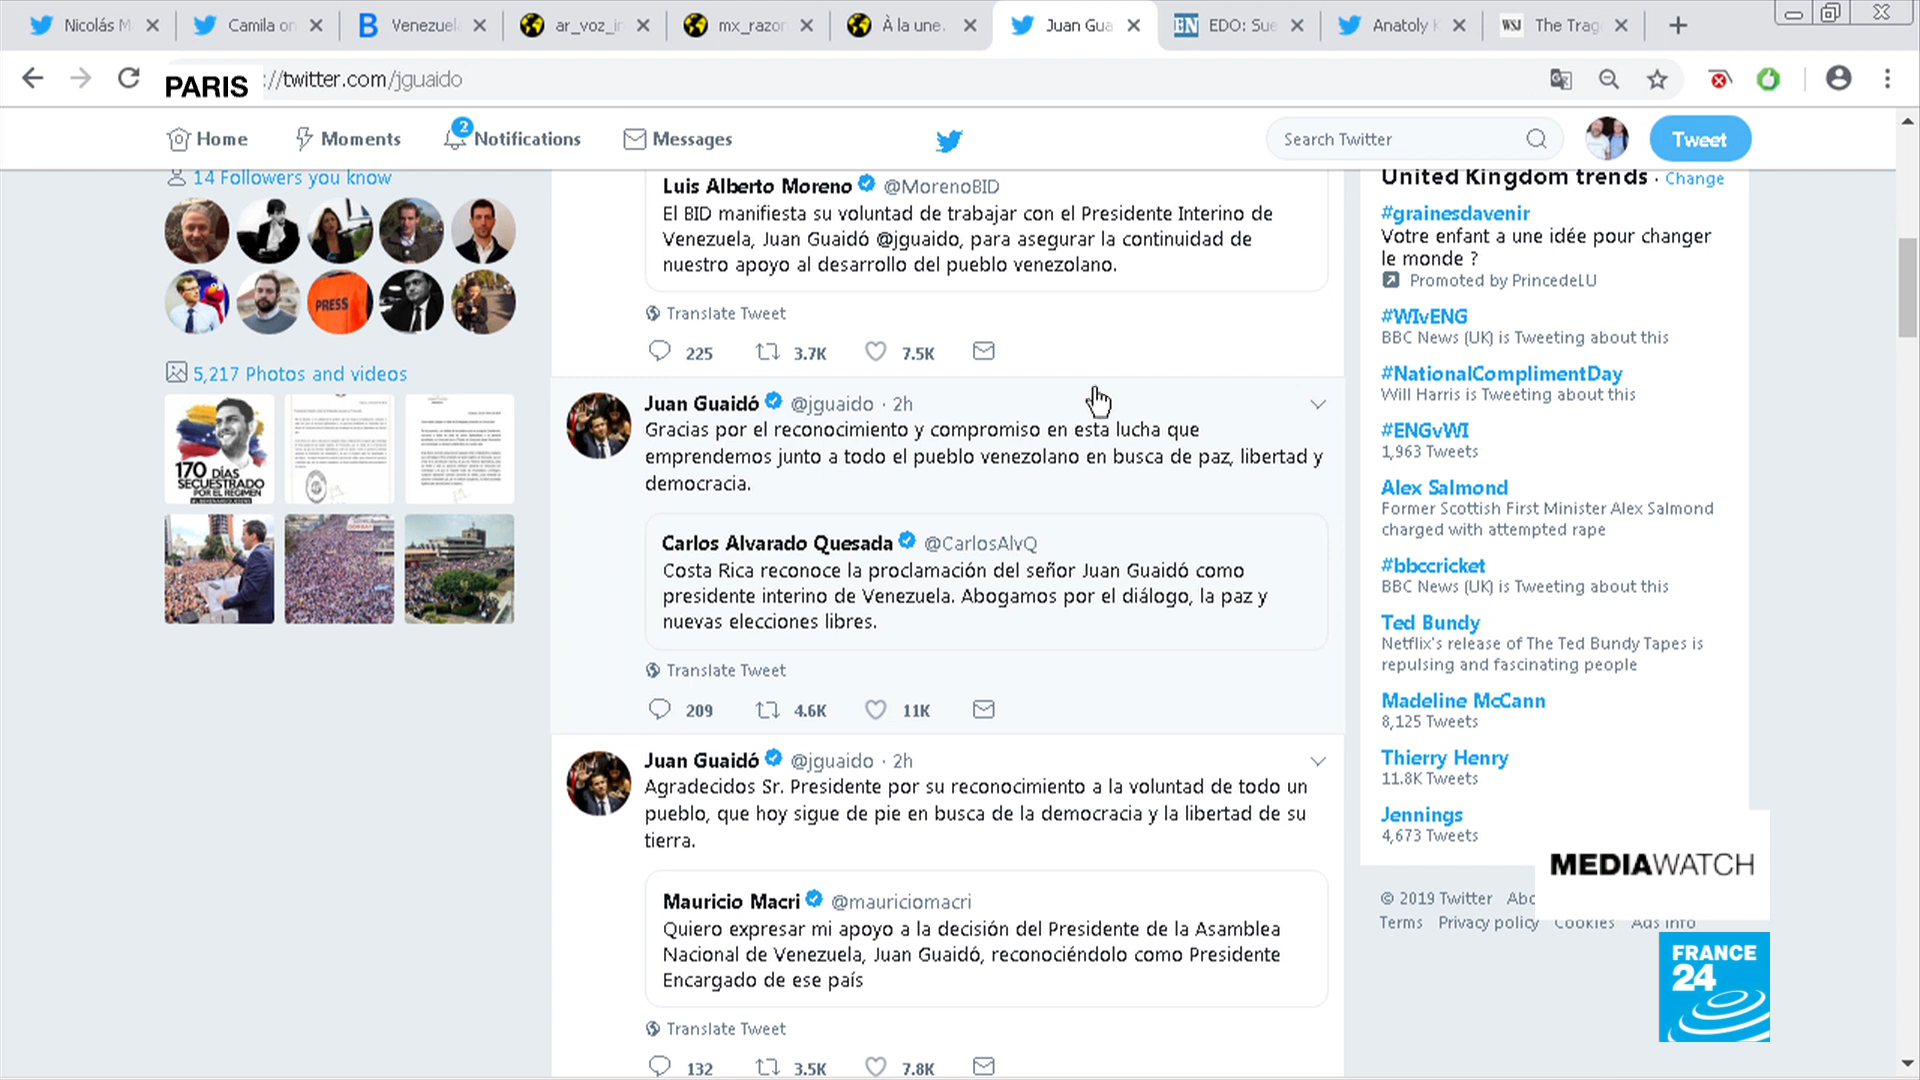 Nicolás M
Camila on
Venezuel
ar_voz_in
mx_razon
À la une.
Juan Gua
EDO: Sue
Anatoly K
WSJ
The Trag
PARIS
://twitter.com/jguaido
Home
Moments
2
Notifications
Messages
Search Twitter
Tweet
14 Followers you know
PRESS
5,217 Photos and videos
170 DÍAS
SECUESTRADO
POR EL RÉGIMEN
Luis Alberto Moreno @MorenoBID
El BID manifiesta su voluntad de trabajar con el Presidente Interino de
Venezuela, Juan Guaidó @jguaido, para asegurar la continuidad de
nuestro apoyo al desarrollo del pueblo venezolano.
Translate Tweet
225 3.7K 7.5K
Juan Guaidó @jguaido · 2h
Gracias por el reconocimiento y compromiso en esta lucha que
emprendemos junto a todo el pueblo venezolano en busca de paz, libertad y
democracia.
Carlos Alvarado Quesada @CarlosAlvQ
Costa Rica reconoce la proclamación del señor Juan Guaidó como
presidente interino de Venezuela. Abogamos por el diálogo, la paz y
nuevas elecciones libres.
Translate Tweet
209 4.6K 11K
Juan Guaidó @jguaido · 2h
Agradecidos Sr. Presidente por su reconocimiento a la voluntad de todo un
pueblo, que hoy sigue de pie en busca de la democracia y la libertad de su
tierra.
Mauricio Macri @mauriciomacri
Quiero expresar mi apoyo a la decisión del Presidente de la Asamblea
Nacional de Venezuela, Juan Guaidó, reconociéndolo como Presidente
Encargado de ese país
Translate Tweet
132 3.5K 7.8K
United Kingdom trends · Change
#grainesdavenir
Votre enfant a une idée pour changer
le monde ?
Promoted by PrincedeLU
#WIvENG
BBC News (UK) is Tweeting about this
#NationalComplimentDay
Will Harris is Tweeting about this
#ENGvWI
1,963 Tweets
Alex Salmond
Former Scottish First Minister Alex Salmond
charged with attempted rape
#bbccricket
BBC News (UK) is Tweeting about this
Ted Bundy
Netflix's release of The Ted Bundy Tapes is
repulsing and fascinating people
Madeline McCann
8,125 Tweets
Thierry Henry
11.8K Tweets
Jennings
4,673 Tweets
MEDIAWATCH
© 2019 Twitter Abo
Terms Privacy policy Cookies Ads info
FRANCE
24